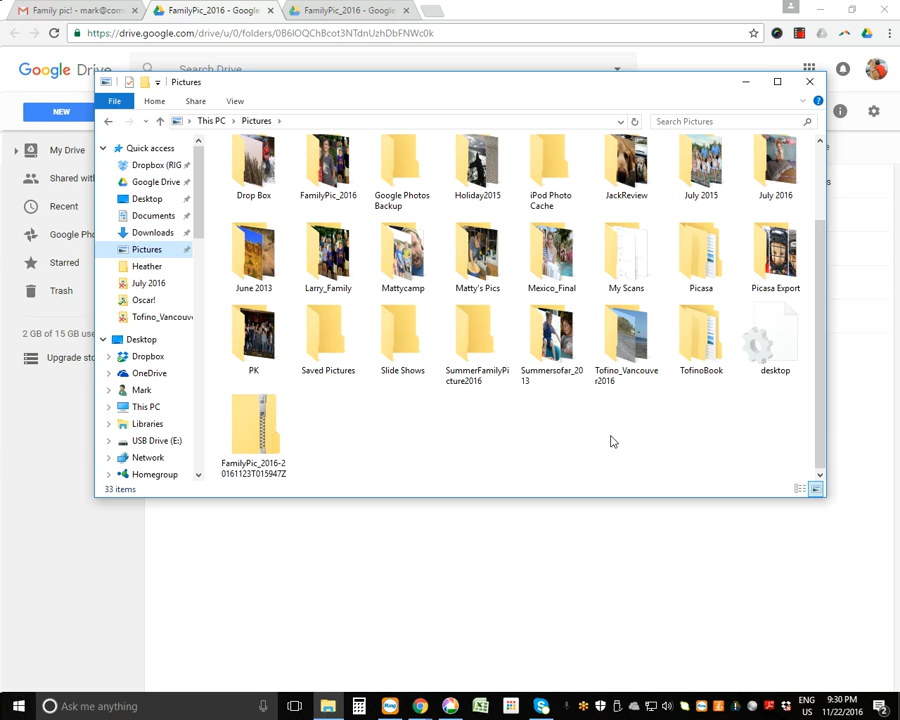 Family pic! - mark@com
FamilyPic_2016 - Google
FamilyPic_2016 - Google
https://drive.google.com/drive/u/0/folders/0B6lOQChBcot3NTdnUzhDbFNWc0k
Google Drive
Search Drive
NEW
My Drive
Shared with
Recent
Google Pho
Starred
Trash
2 GB of 15 GB use
Upgrade sto
Pictures
File
Home
Share
View
This PC
Pictures
Search Pictures
Quick access
Dropbox (RIG
Google Drive
Desktop
Documents
Downloads
Pictures
Heather
July 2016
Oscar!
Tofino_Vancouv
Desktop
Dropbox
OneDrive
Mark
This PC
Libraries
USB Drive (E:)
Network
Homegroup
Drop Box
FamilyPic_2016
Google Photos
Backup
Holiday2015
iPod Photo
Cache
JackReview
July 2015
July 2016
June 2013
Larry_Family
Mattycamp
Matty's Pics
Mexico_Final
My Scans
Picasa
Picasa Export
PK
Saved Pictures
Slide Shows
SummerFamilyPi
cture2016
Summersofar_20
13
Tofino_Vancouve
r2016
TofinoBook
desktop
FamilyPic_2016-2
0161123T015947Z
33 items
Ask me anything
ENG
US
9:30 PM
11/22/2016
2